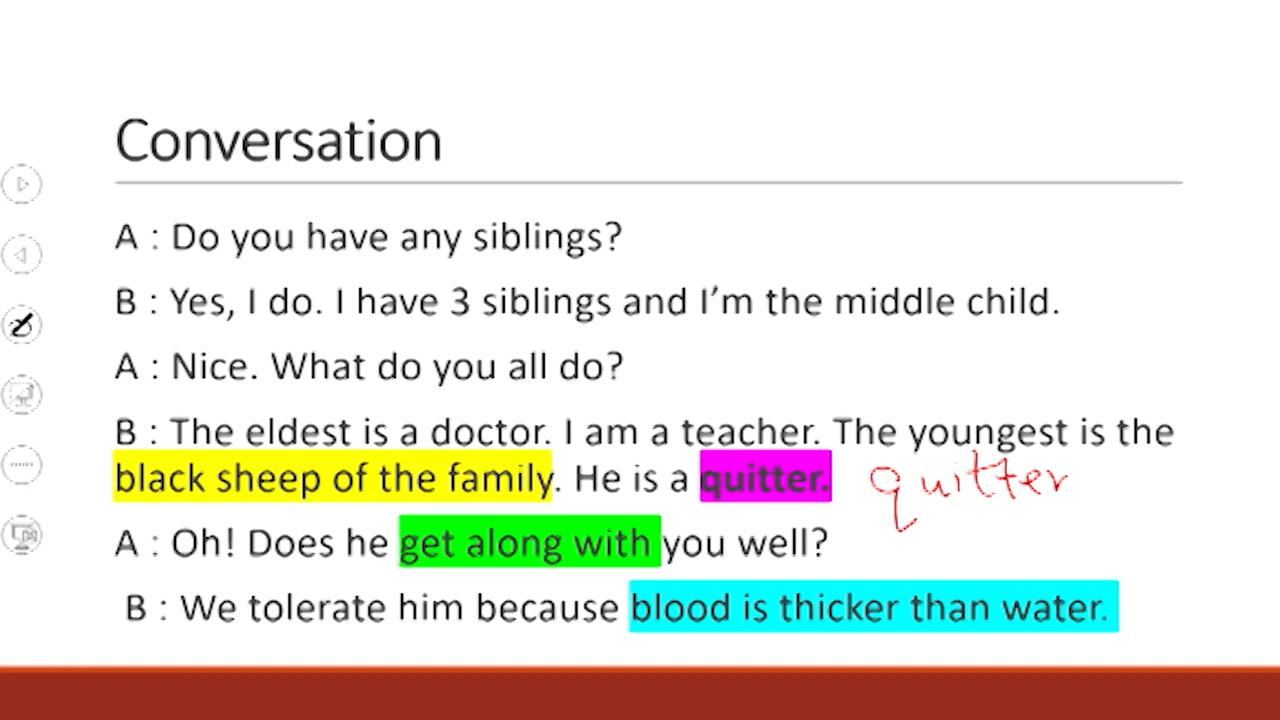 Conversation
A : Do you have any siblings?
B : Yes, I do. I have 3 siblings and I’m the middle child.
A : Nice. What do you all do?
B : The eldest is a doctor. I am a teacher. The youngest is the
black sheep of the family. He is a quitter. quitter
A : Oh! Does he get along with you well?
B : We tolerate him because blood is thicker than water.